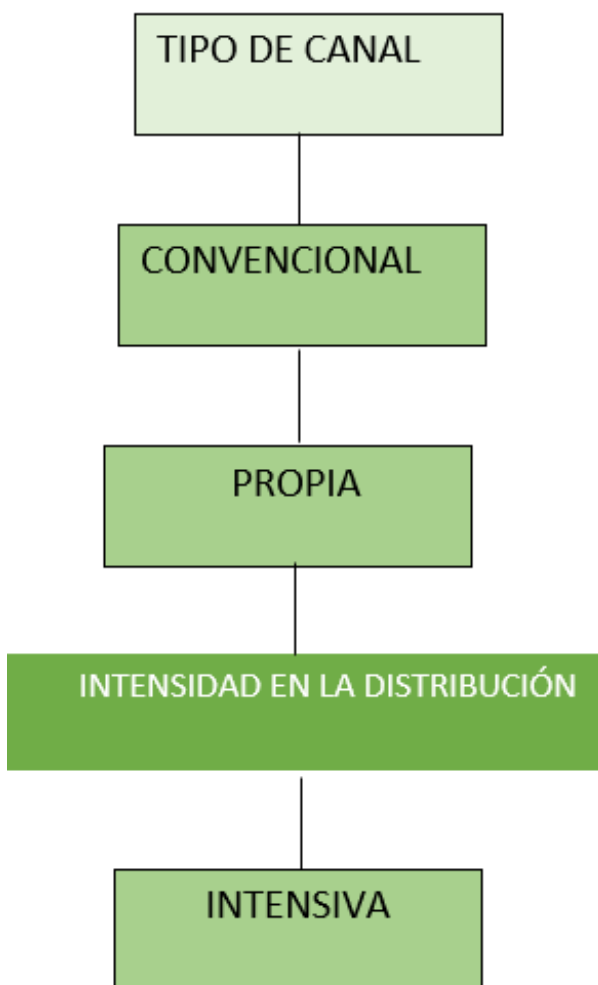 TIPO DE CANAL
CONVENCIONAL
PROPIA
INTENSIDAD EN LA DISTRIBUCIÓN
INTENSIVA